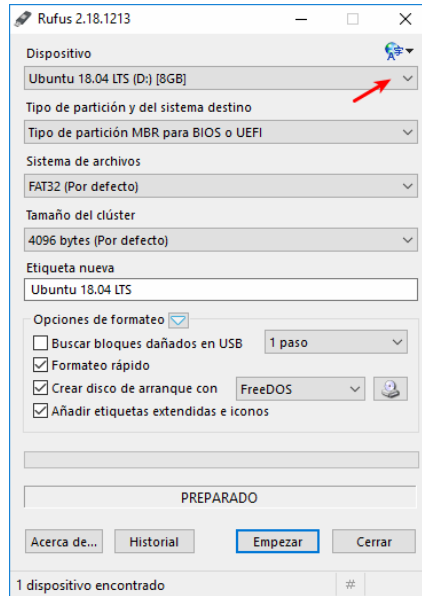 Rufus 2.18.1213
Dispositivo
Ubuntu 18.04 LTS (D:) [8GB]
Tipo de partición y del sistema destino
Tipo de partición MBR para BIOS o UEFI
Sistema de archivos
FAT32 (Por defecto)
Tamaño del clúster
4096 bytes (Por defecto)
Etiqueta nueva
Ubuntu 18.04 LTS
Opciones de formateo
Buscar bloques dañados en USB 1 paso
Formateo rápido
Crear disco de arranque con FreeDOS
Añadir etiquetas extendidas e iconos
PREPARADO
Acerca de... Historial Empezar Cerrar
1 dispositivo encontrado #